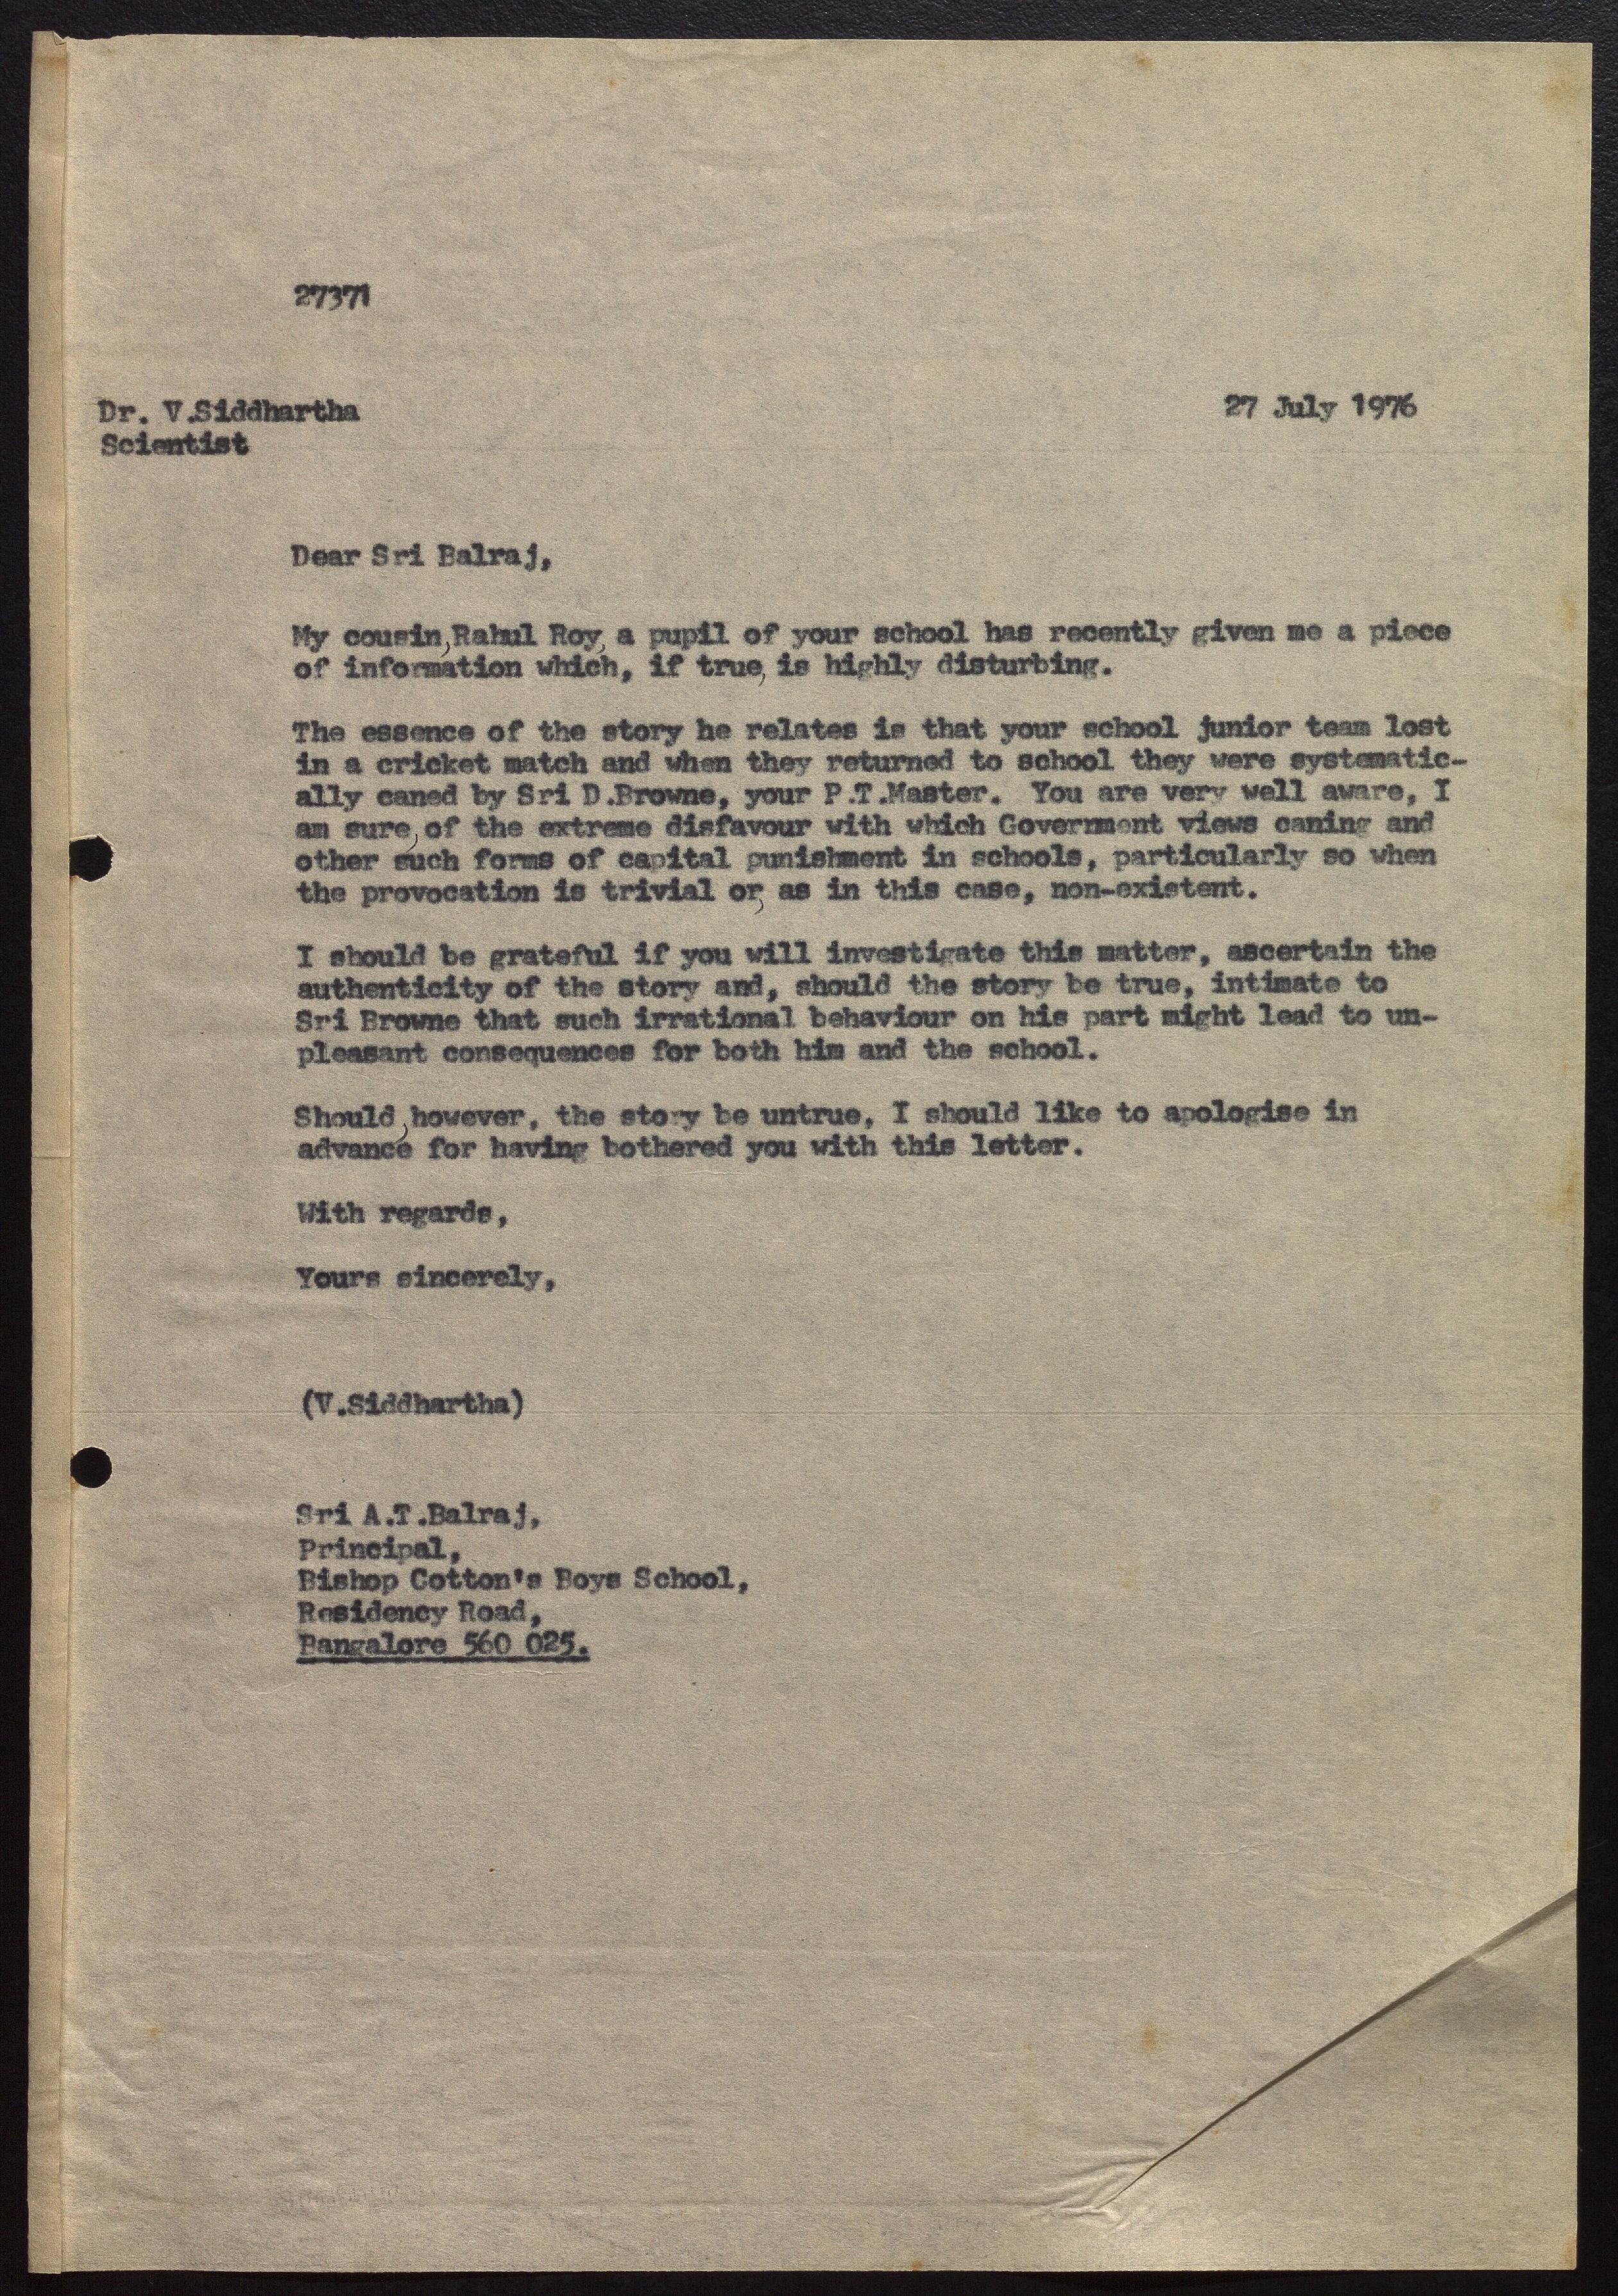 27371
Dr. V.Siddhartha
Scientist
27 July 1976
Dear Sri Balraj,
My cousin, Rahul Roy, a pupil of your school has recently given me a piece
of information which, if true, is highly disturbing.
The essence of the story he relates is that your school junior team lost
in a cricket match and when they returned to school they were systematic-
ally caned by Sri D.Browne, your P.T.Master. You are very well aware, I
am sure, of the extreme disfavour with which Government views caning and
other such forms of capital punishment in schools, particularly so when
the provocation is trivial or, as in this case, non-existent.
I should be grateful if you will investigate this matter, ascertain the
authenticity of the story and, should the story be true, intimate to
Sri Browne that such irrational behaviour on his part might lead to un-
pleasant consequences for both him and the school.
Should, however, the story be untrue, I should like to apologise in
advance for having bothered you with this letter.
With regards,
Yours sincerely,
(V.Siddhartha)
Sri A.T.Balraj,
Principal,
Bishop Cotton's Boys School,
Residency Road,
Bangalore 560 025.